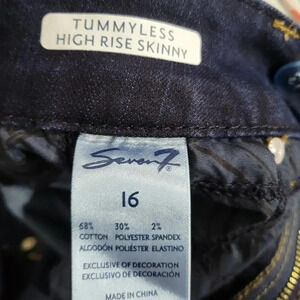 TUMMYLESS
HIGH RISE SKINNY
Seven7
16
68% 30% 2%
COTTON POLYESTER SPANDEX
ALGODÓN POLIÉSTER ELASTINO
EXCLUSIVE OF DECORATION
EXCLUSIVO DE DECORACIÓN
MADE IN CHINA